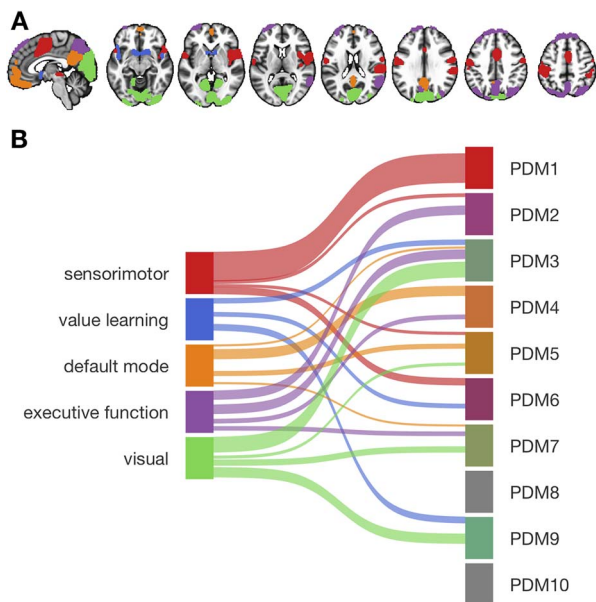 A
B
PDM1
PDM2
PDM3
PDM4
PDM5
PDM6
PDM7
PDM8
PDM9
PDM10
sensorimotor
value learning
default mode
executive function
visual